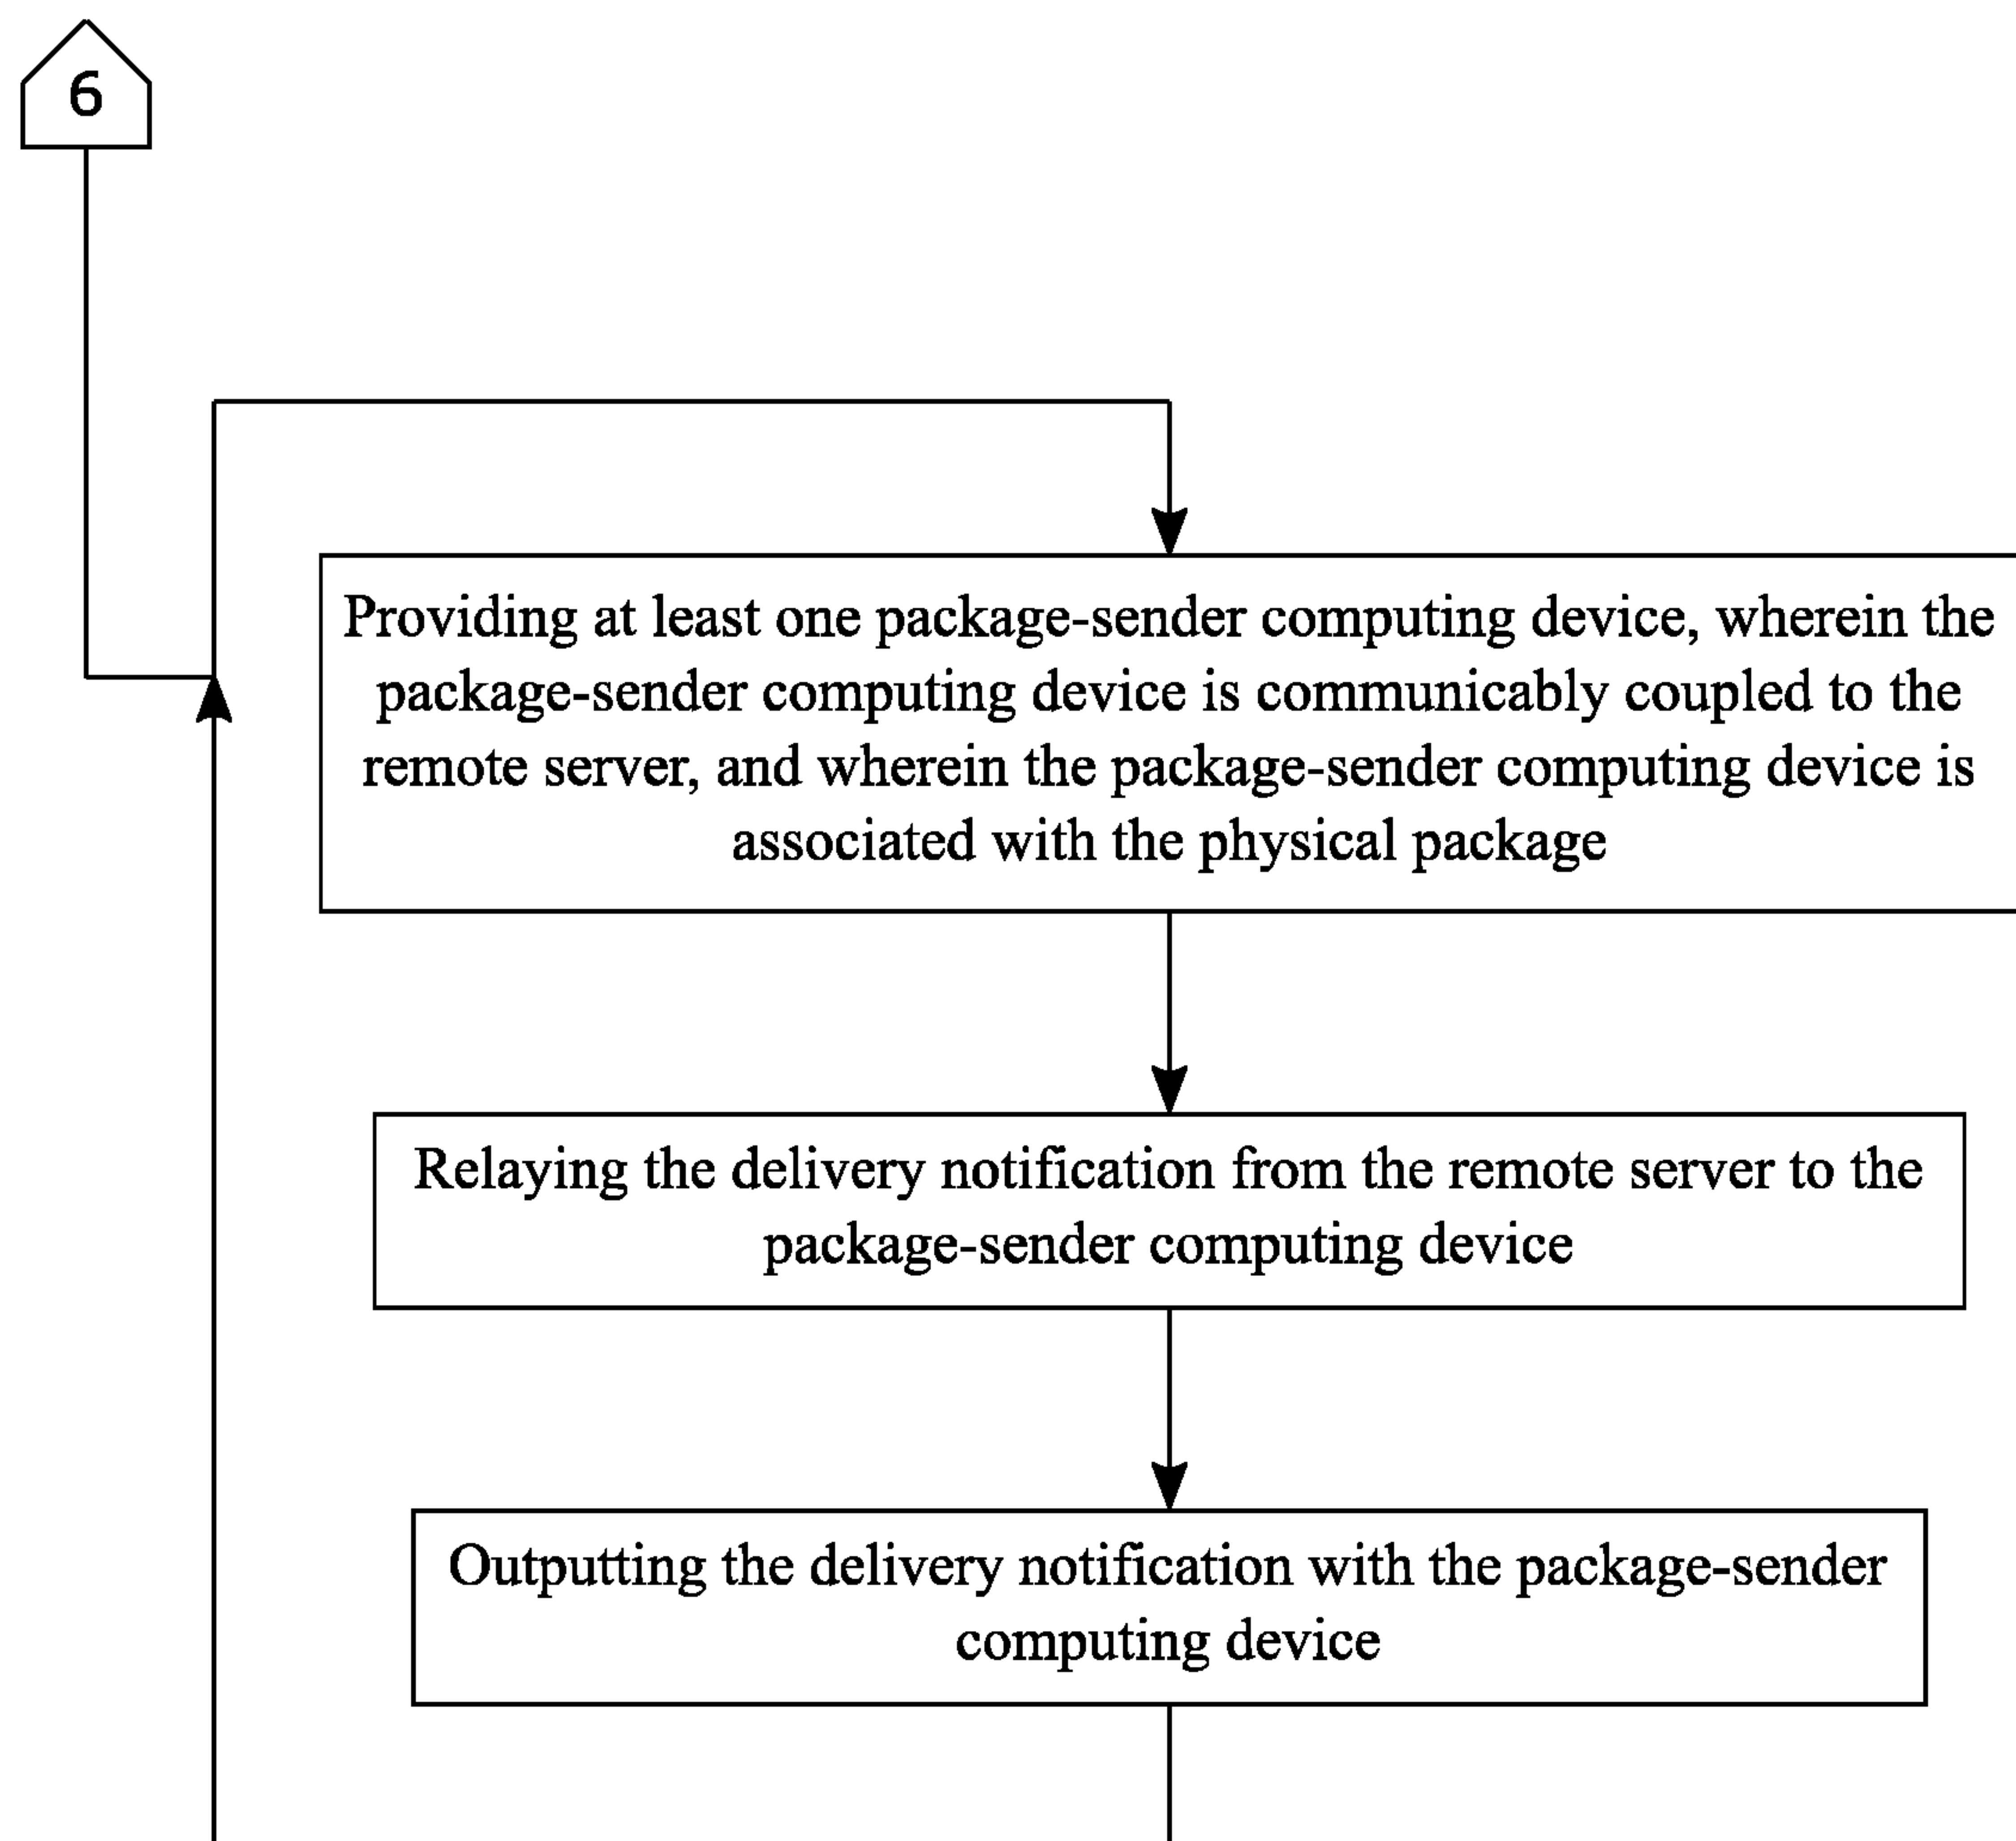 6
Providing at least one package-sender computing device, wherein the
package-sender computing device is communicably coupled to the
remote server, and wherein the package-sender computing device is
associated with the physical package
Relaying the delivery notification from the remote server to the
package-sender computing device
Outputting the delivery notification with the package-sender
computing device